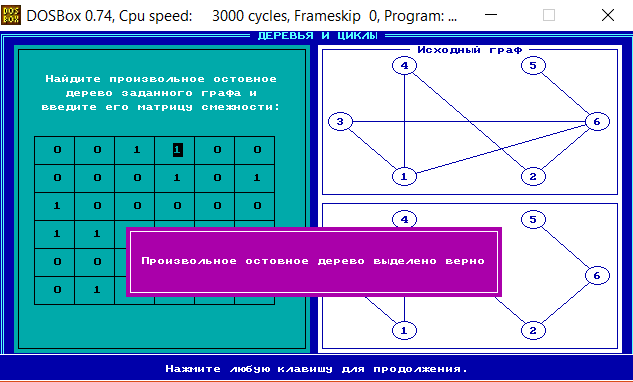 DOSBox 0.74, Cpu speed: 3000 cycles, Frameskip 0, Program: ...
ДЕРЕВЬЯ И ЦИКЛЫ
Найдите произвольное остовное
дерево заданного графа и
введите его матрицу смежности:
0 0 1 1 0 0
0 0 0 1 0 1
1 0 0 0 0 0
1 1
0 0
0 1
Исходный граф
4 5
3 6
1 2
4 5
6
1 2
Произвольное остовное дерево выделено верно
Нажмите любую клавишу для продолжения.